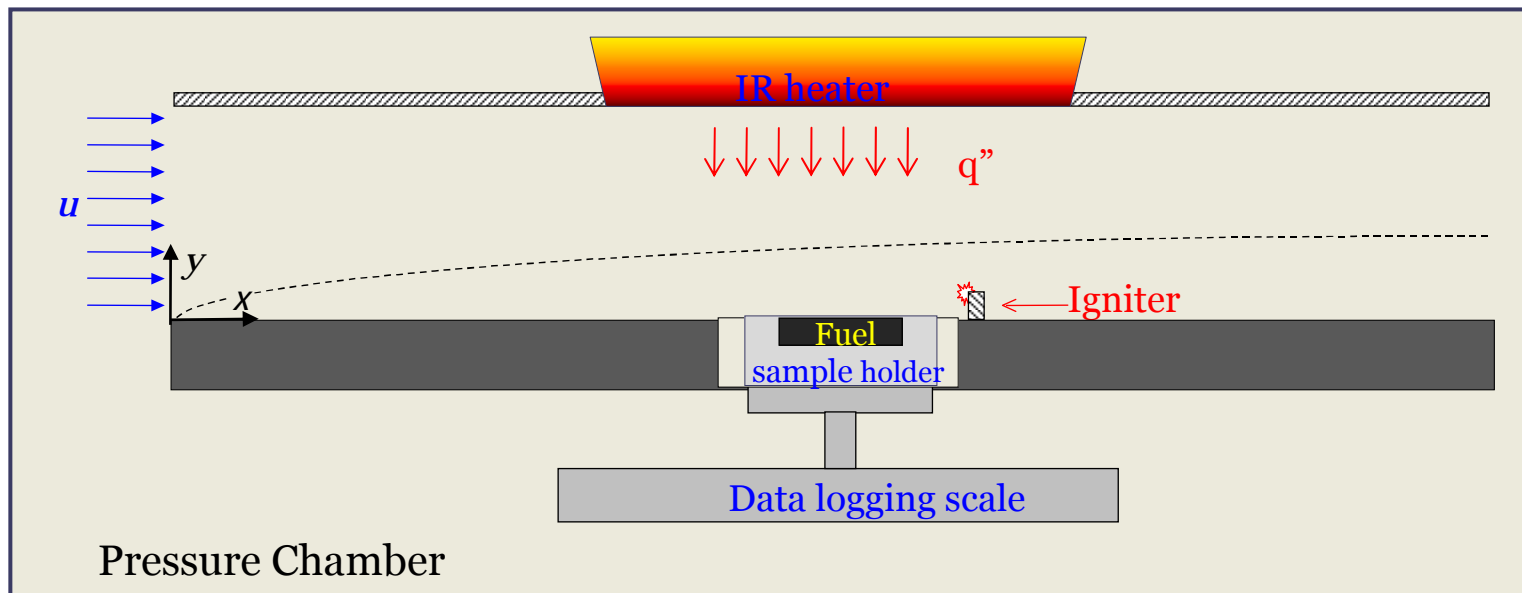 IR heater
q”
u
y
x
Igniter
Fuel
sample holder
Data logging scale
Pressure Chamber